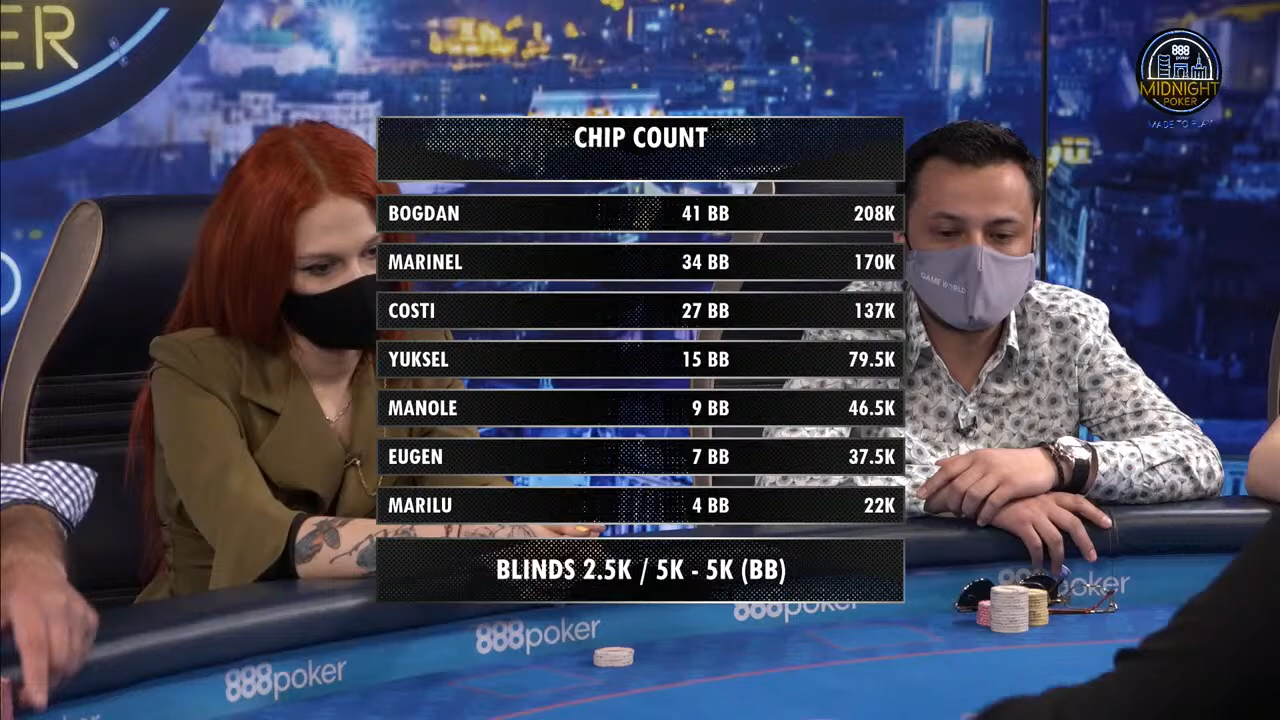 ER
888
poker
MIDNIGHT
POKER
MADE TO PLAY
CHIP COUNT
BOGDAN 41 BB 208K
MARINEL 34 BB 170K
COSTI 27 BB 137K
YUKSEL 15 BB 79.5K
MANOLE 9 BB 46.5K
EUGEN 7 BB 37.5K
MARILU 4 BB 22K
BLINDS 2.5K / 5K - 5K (BB)
GAME WORLD
888poker
888poker
888poker
888poker